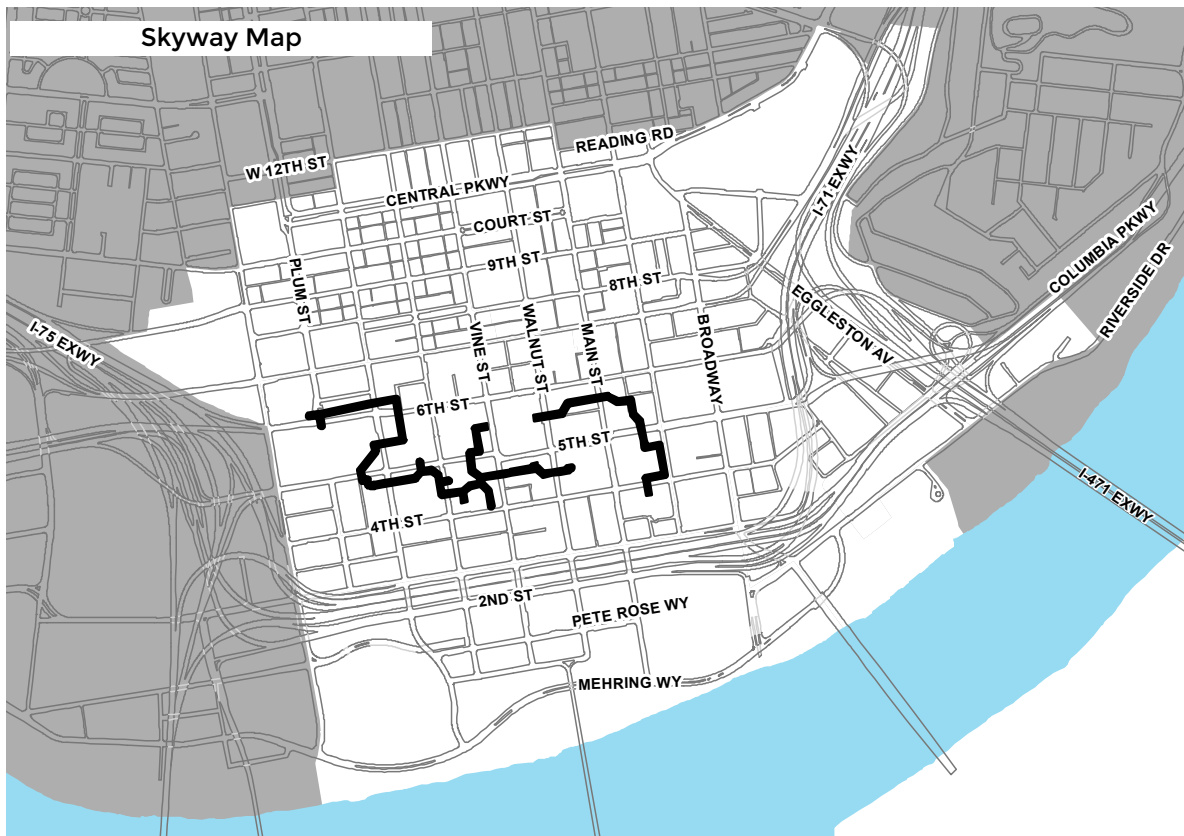 Skyway Map
READING RD
W 12TH ST
CENTRAL PKWY
I-71 EXWY
COURT ST
COLUMBIA PKWY
9TH ST
RIVERSIDE DR
PLUM ST
8TH ST
EGGLESTON AV
I-75 EXWY
VINE ST
WALNUT ST
MAIN ST
BROADWAY
6TH ST
5TH ST
I-471 EXWY
4TH ST
2ND ST
PETE ROSE WY
MEHRING WY